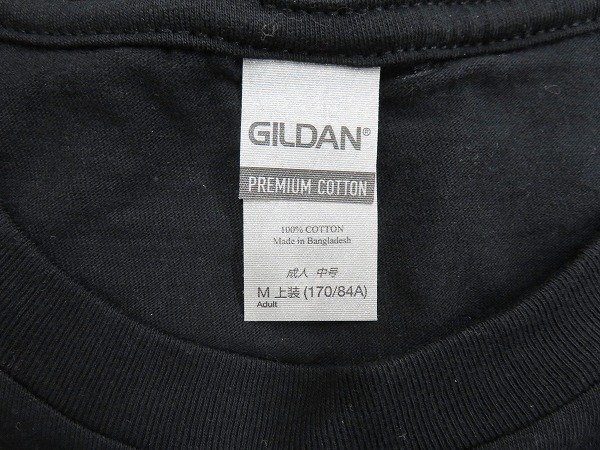 GILDAN®
PREMIUM COTTON
100% COTTON
Made in Bangladesh
成人 中号
M 上装 (170/84A)
Adult